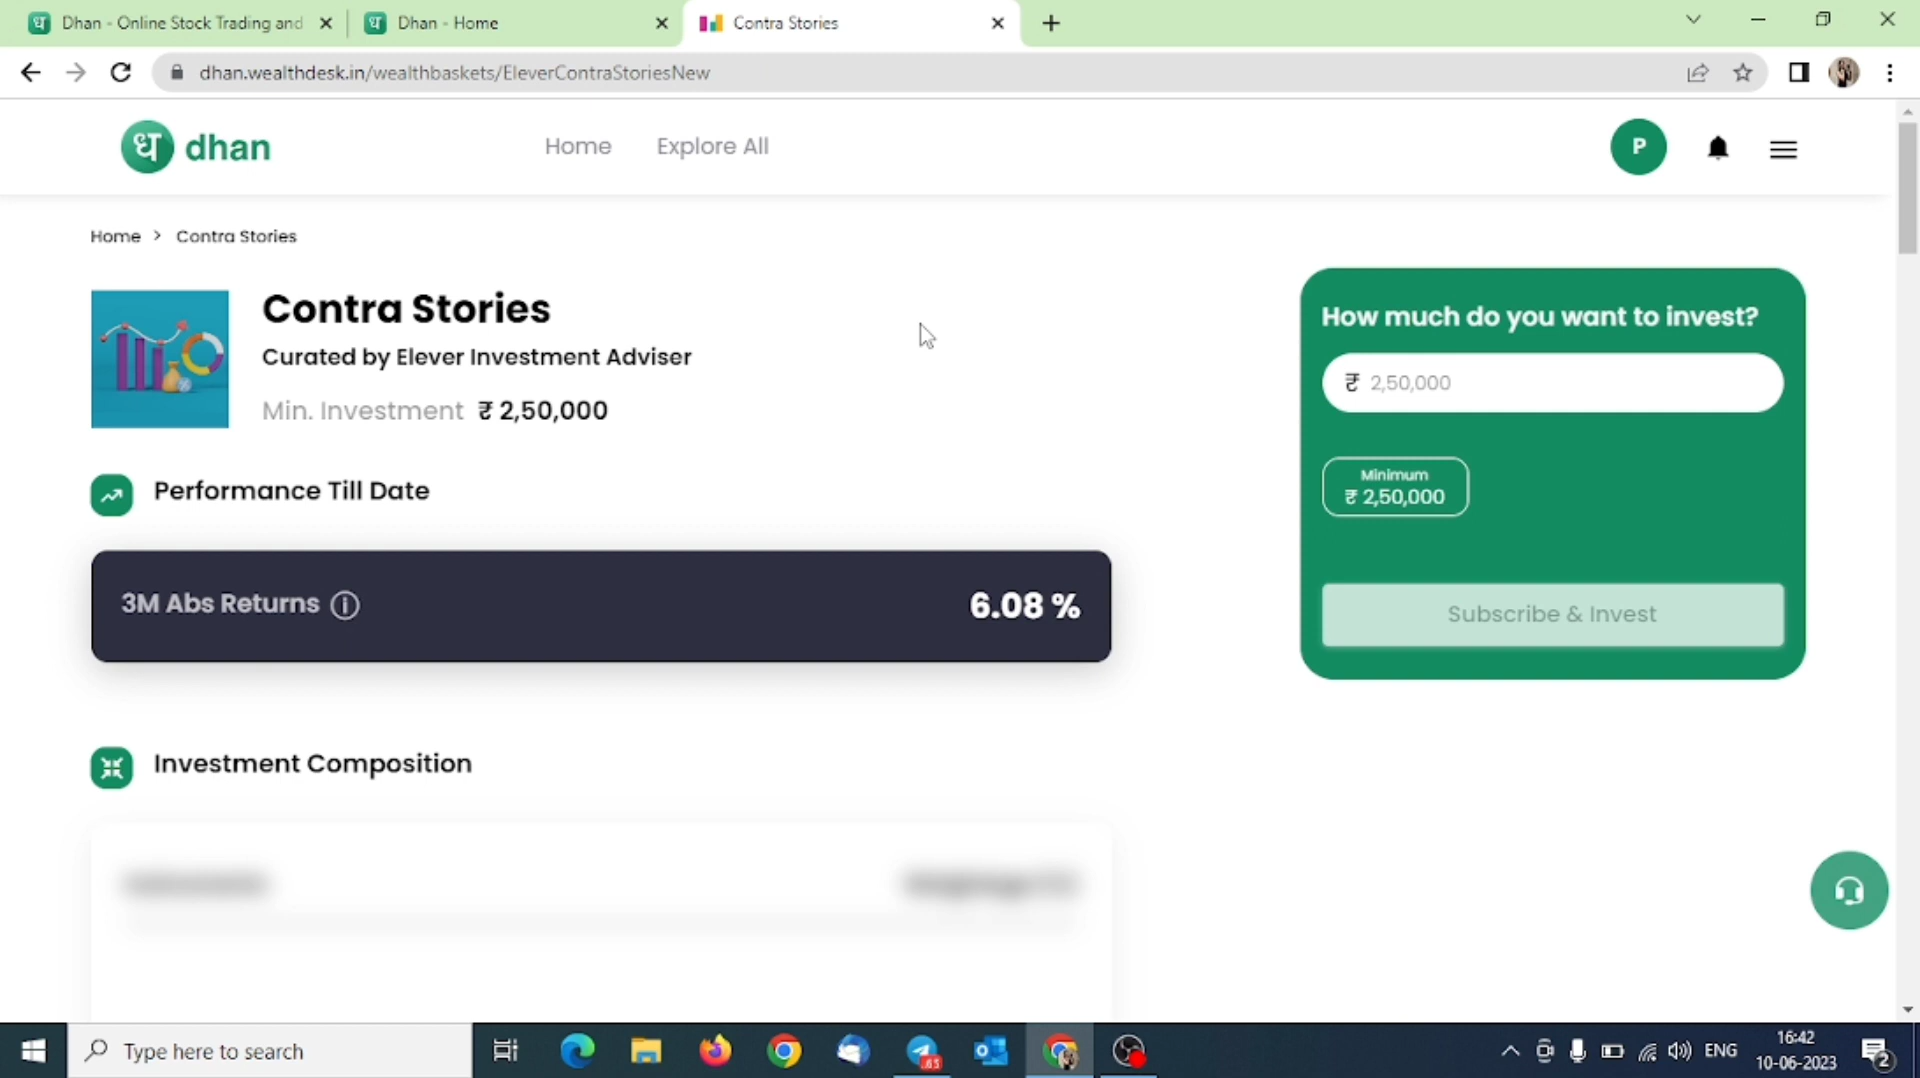 Dhan - Online Stock Trading and
Dhan - Home
Contra Stories
dhan.wealthdesk.in/wealthbaskets/EleverContraStoriesNew
ध dhan
Home
Explore All
P
Home > Contra Stories
Contra Stories
Curated by Elever Investment Adviser
Min. Investment ₹ 2,50,000
How much do you want to invest?
₹ 2,50,000
Minimum
₹ 2,50,000
Subscribe & Invest
Performance Till Date
3M Abs Returns
6.08 %
Investment Composition
Type here to search
ENG
16:42
10-06-2023
2